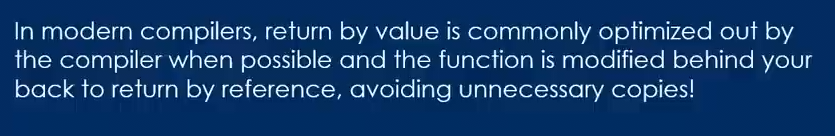 In modern compilers, return by value is commonly optimized out by
the compiler when possible and the function is modified behind your
back to return by reference, avoiding unnecessary copies!